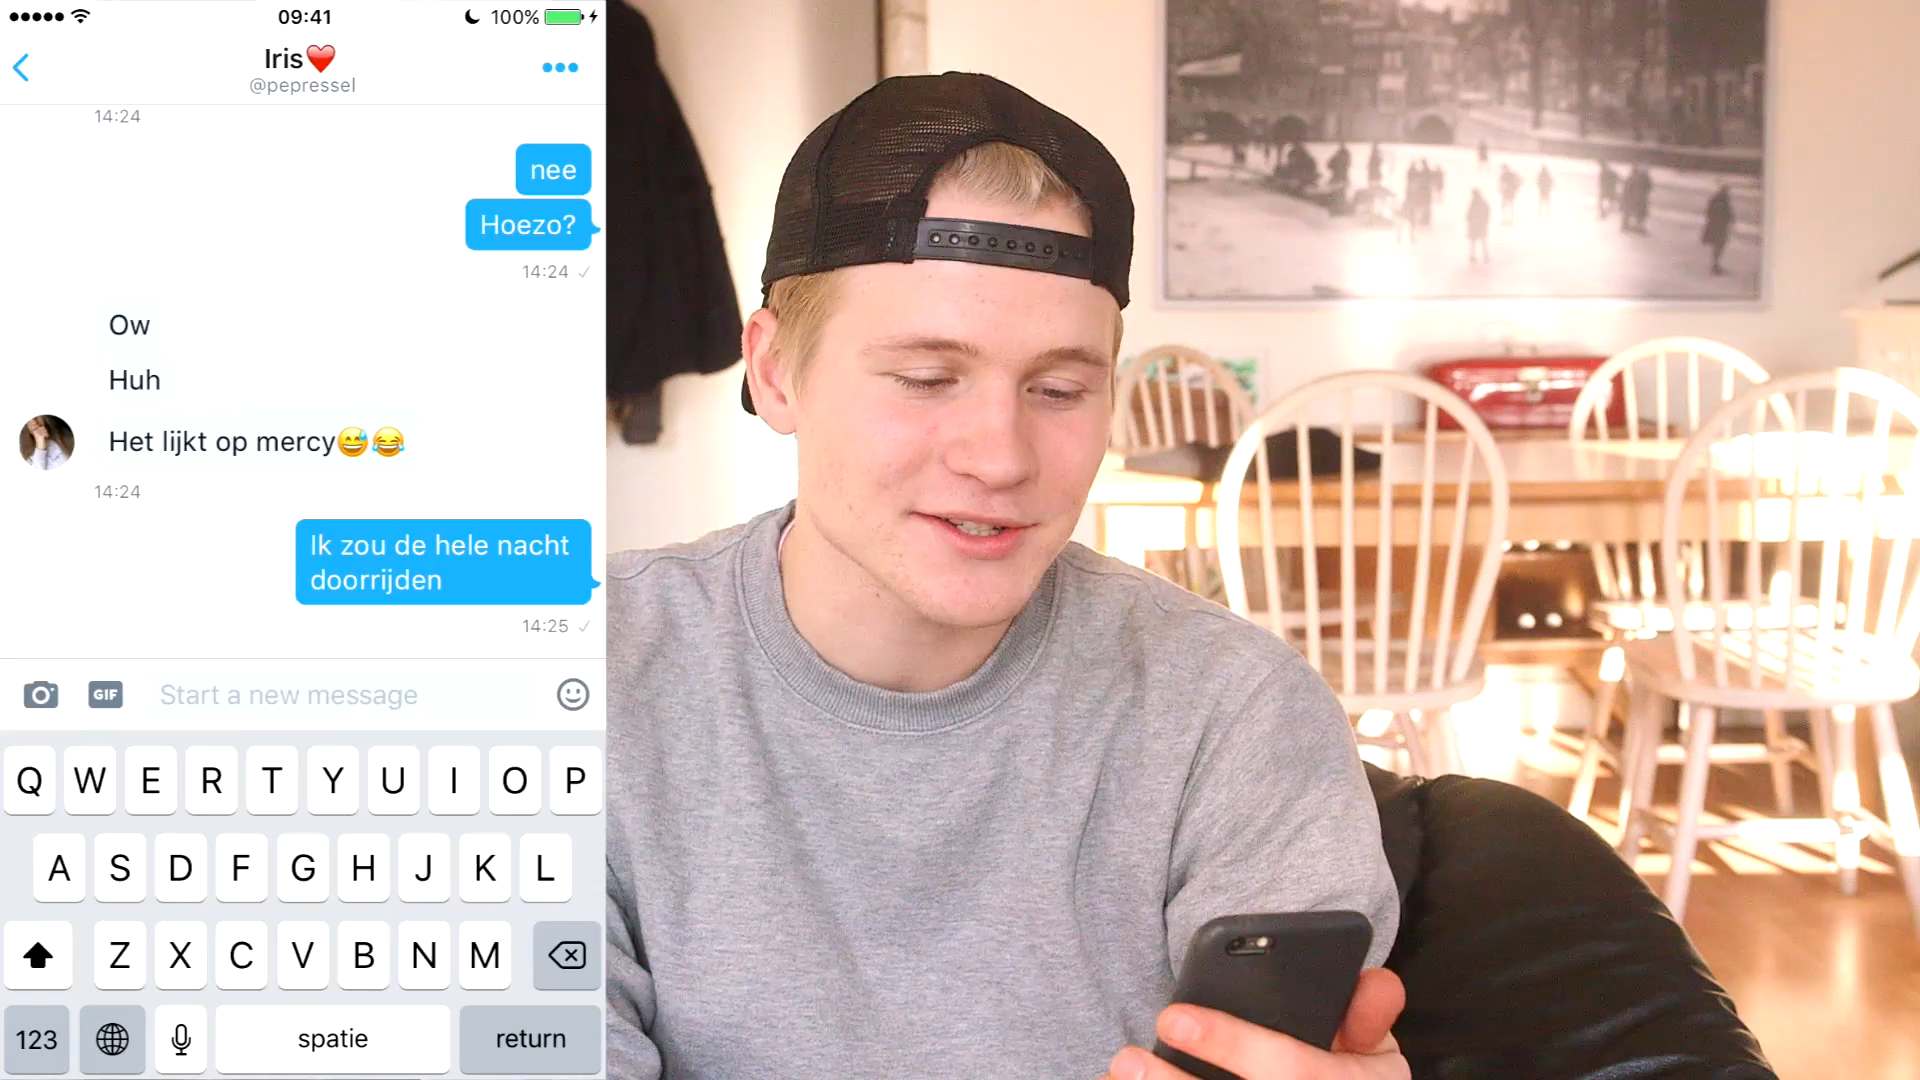 09:41
100%
Iris❤️
@pepressel
14:24
nee
Hoezo?
14:24 ✓
Ow
Huh
Het lijkt op mercy😅😂
14:24
Ik zou de hele nacht
doorrijden
14:25 ✓
GIF
Start a new message
Q W E R T Y U I O P
A S D F G H J K L
Z X C V B N M
123
spatie
return